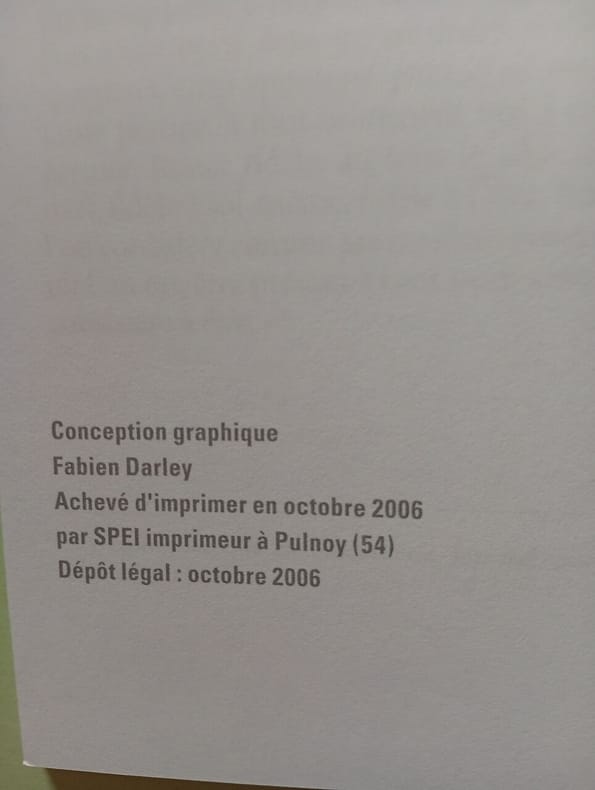 Conception graphique
Fabien Darley
Achevé d'imprimer en octobre 2006
par SPEI imprimeur à Pulnoy (54)
Dépôt légal : octobre 2006